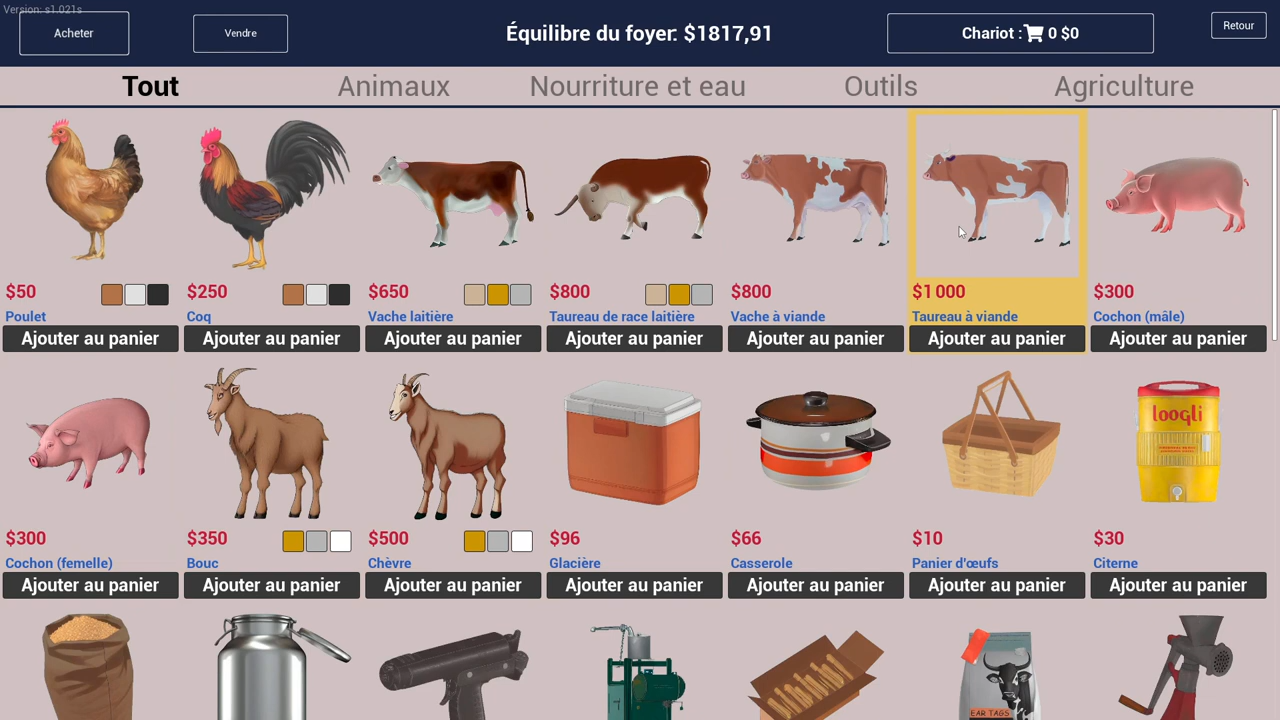 Version: s1.021s
Acheter
Vendre
Équilibre du foyer: $1817,91
Chariot : 0 $0
Retour
Tout
Animaux
Nourriture et eau
Outils
Agriculture
$50
$250
$650
$800
$800
$1 000
$300
Poulet
Coq
Vache laitière
Taureau de race laitière
Vache à viande
Taureau à viande
Cochon (mâle)
Ajouter au panier
Ajouter au panier
Ajouter au panier
Ajouter au panier
Ajouter au panier
Ajouter au panier
Ajouter au panier
looqli
$300
$350
$500
$96
$66
$10
$30
Cochon (femelle)
Bouc
Chèvre
Glacière
Casserole
Panier d'œufs
Citerne
Ajouter au panier
Ajouter au panier
Ajouter au panier
Ajouter au panier
Ajouter au panier
Ajouter au panier
Ajouter au panier
EAR TAGS